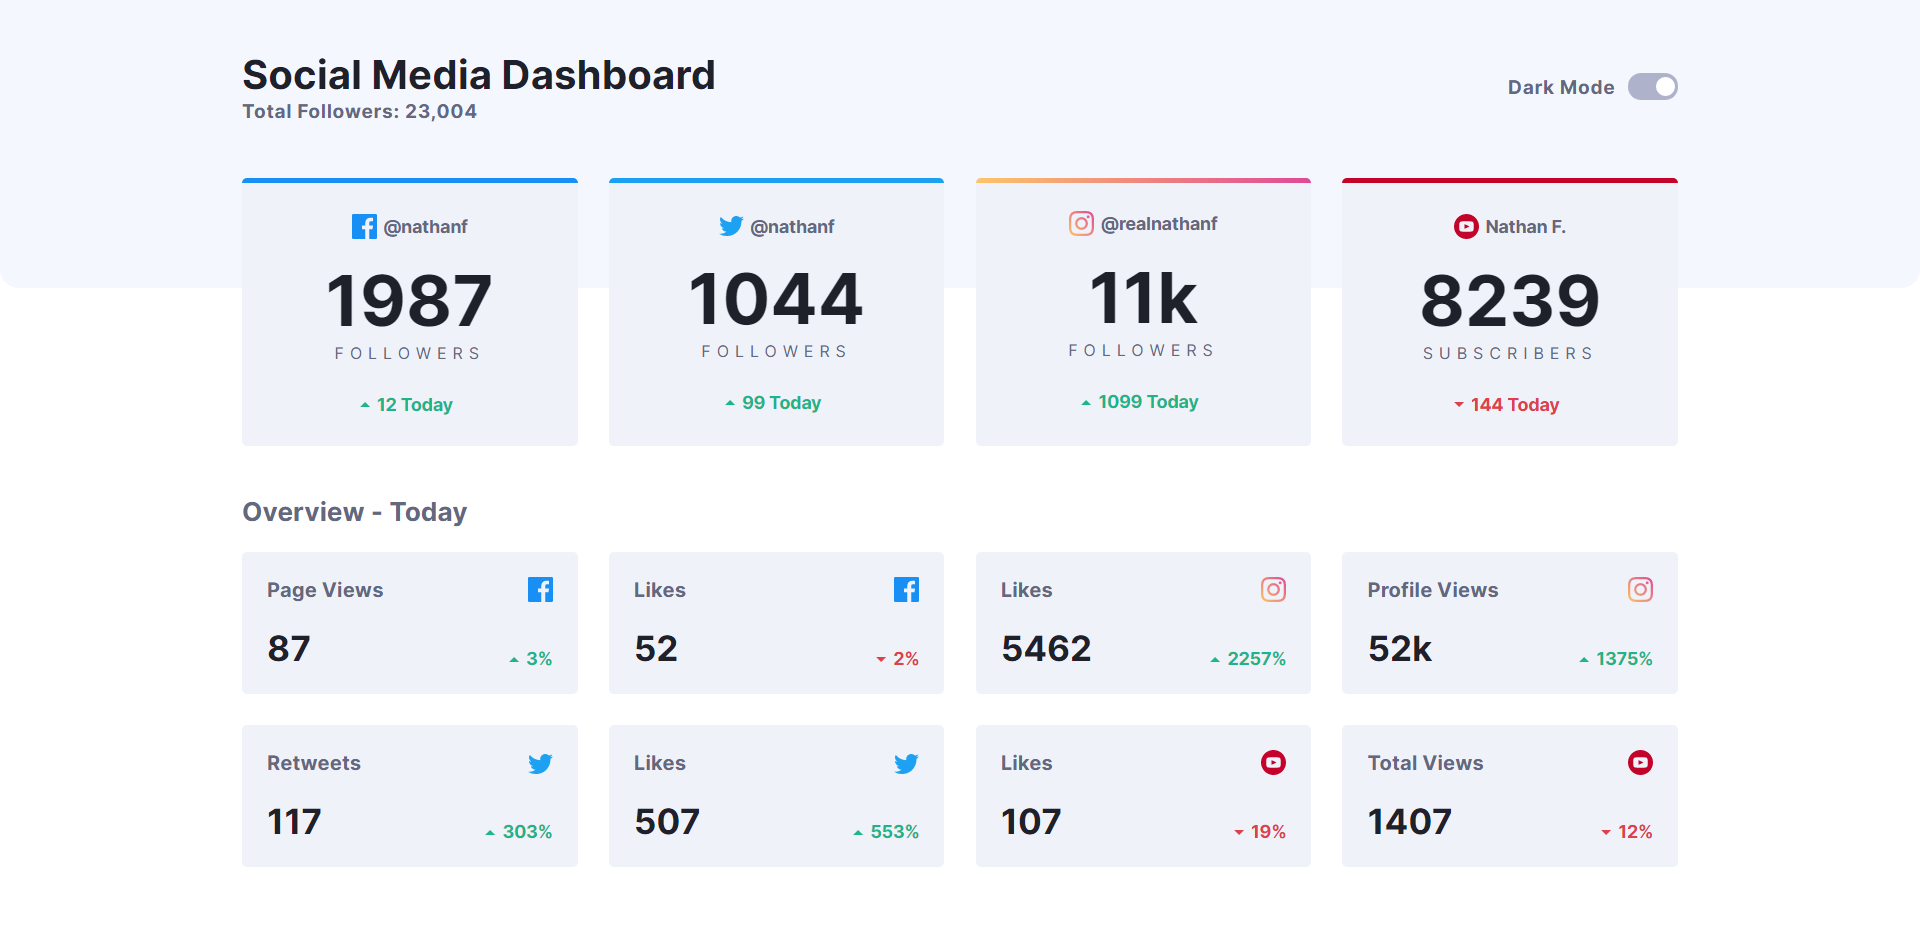 Social Media Dashboard
Total Followers: 23,004
Dark Mode
@nathanf
1987
FOLLOWERS
12 Today
@nathanf
1044
FOLLOWERS
99 Today
@realnathanf
11k
FOLLOWERS
1099 Today
Nathan F.
8239
SUBSCRIBERS
144 Today
Overview - Today
Page Views
87
3%
Likes
52
2%
Likes
5462
2257%
Profile Views
52k
1375%
Retweets
117
303%
Likes
507
553%
Likes
107
19%
Total Views
1407
12%